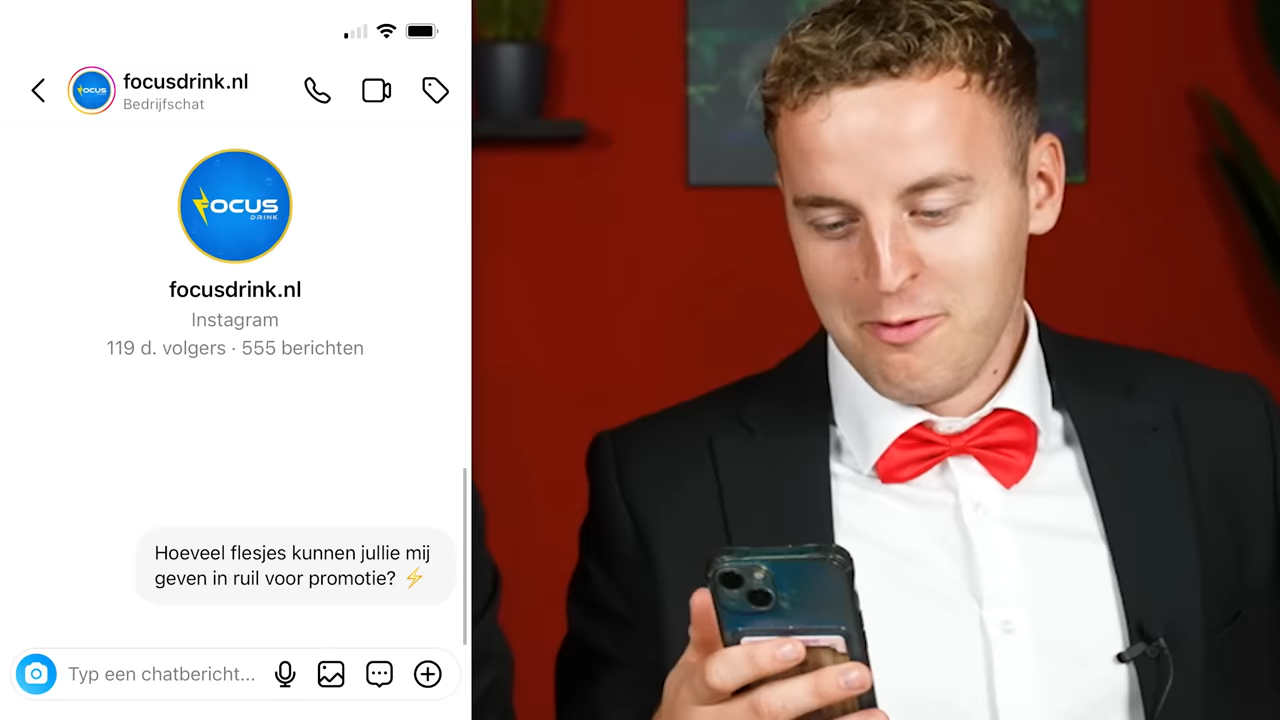 focusdrink.nl
Bedrijfschat
FOCUS
FOCUS
DRINK
focusdrink.nl
Instagram
119 d. volgers · 555 berichten
Hoeveel flesjes kunnen jullie mij
geven in ruil voor promotie? ⚡
Typ een chatbericht...